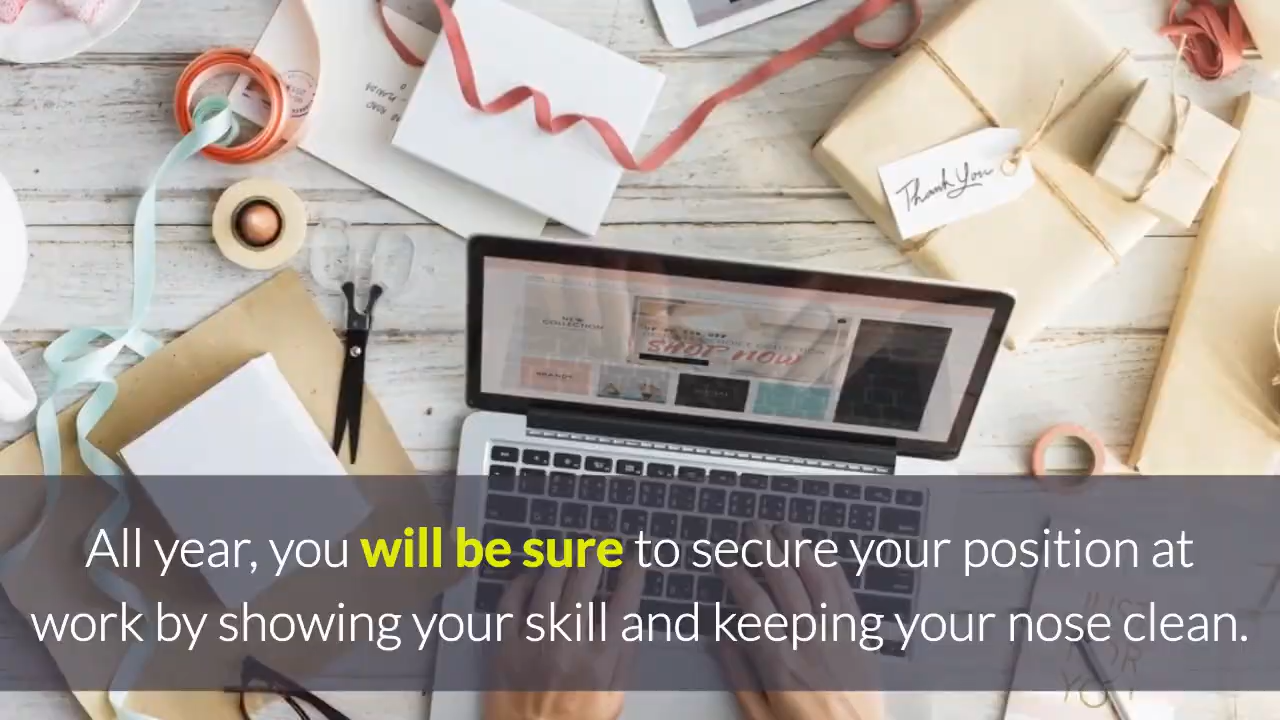 Thank You
NEW
COLLECTION
SHOP NOW
All year, you will be sure to secure your position at
work by showing your skill and keeping your nose clean.